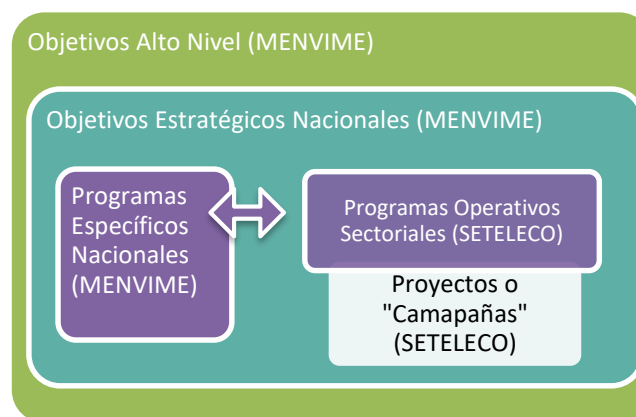 Objetivos Alto Nivel (MENVIME)
Objetivos Estratégicos Nacionales (MENVIME)
Programas
Específicos
Nacionales
(MENVIME)
Programas Operativos
Sectoriales (SETELECO)
Proyectos o
"Camapañas"
(SETELECO)